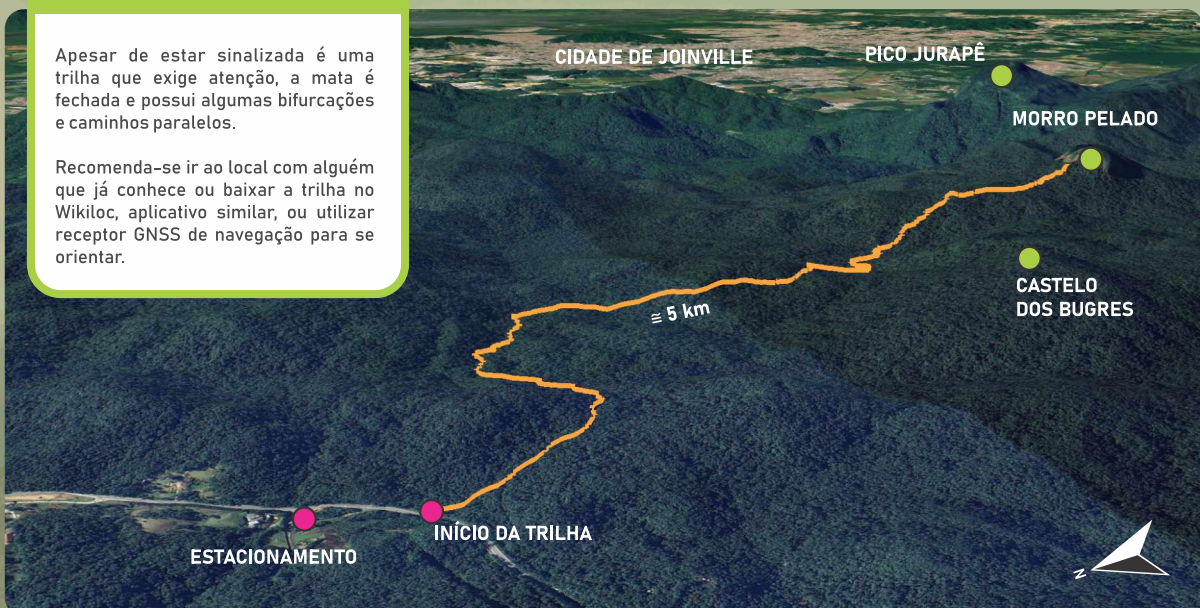 Apesar de estar sinalizada é uma
trilha que exige atenção, a mata é
fechada e possui algumas bifurcações
e caminhos paralelos.
Recomenda-se ir ao local com alguém
que já conhece ou baixar a trilha no
Wikiloc, aplicativo similar, ou utilizar
receptor GNSS de navegação para se
orientar.
CIDADE DE JOINVILLE
PICO JURAPÊ
MORRO PELADO
CASTELO
DOS BUGRES
≅ 5 km
INÍCIO DA TRILHA
ESTACIONAMENTO
N